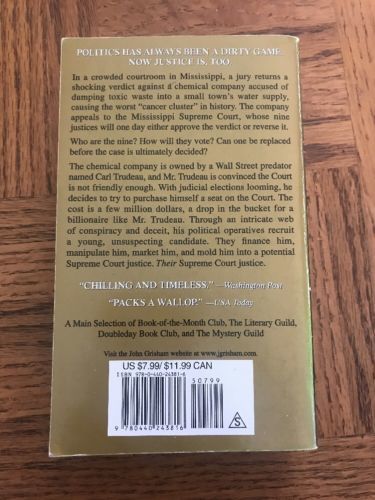 POLITICS HAS ALWAYS BEEN A DIRTY GAME.
NOW JUSTICE IS, TOO.
In a crowded courtroom in Mississippi, a jury returns a
shocking verdict against a chemical company accused of
dumping toxic waste into a small town's water supply,
causing the worst "cancer cluster" in history. The company
appeals to the Mississippi Supreme Court, whose nine
justices will one day either approve the verdict or reverse it.
Who are the nine? How will they vote? Can one be replaced
before the case is ultimately decided?
The chemical company is owned by a Wall Street predator
named Carl Trudeau, and Mr. Trudeau is convinced the Court
is not friendly enough. With judicial elections looming, he
decides to try to purchase himself a seat on the Court. The
cost is a few million dollars, a drop in the bucket for a
billionaire like Mr. Trudeau. Through an intricate web
of conspiracy and deceit, his political operatives recruit
a young, unsuspecting candidate. They finance him,
manipulate him, market him, and mold him into a potential
Supreme Court justice. Their Supreme Court justice.
"CHILLING AND TIMELESS." —Washington Post
"PACKS A WALLOP." —USA Today
A Main Selection of Book-of-the-Month Club, The Literary Guild,
Doubleday Book Club, and The Mystery Guild
Visit the John Grisham website at www.jgrisham.com
US $7.99/ $11.99 CAN
ISBN 978-0-440-24381-6
50799
9 780440 243816
S